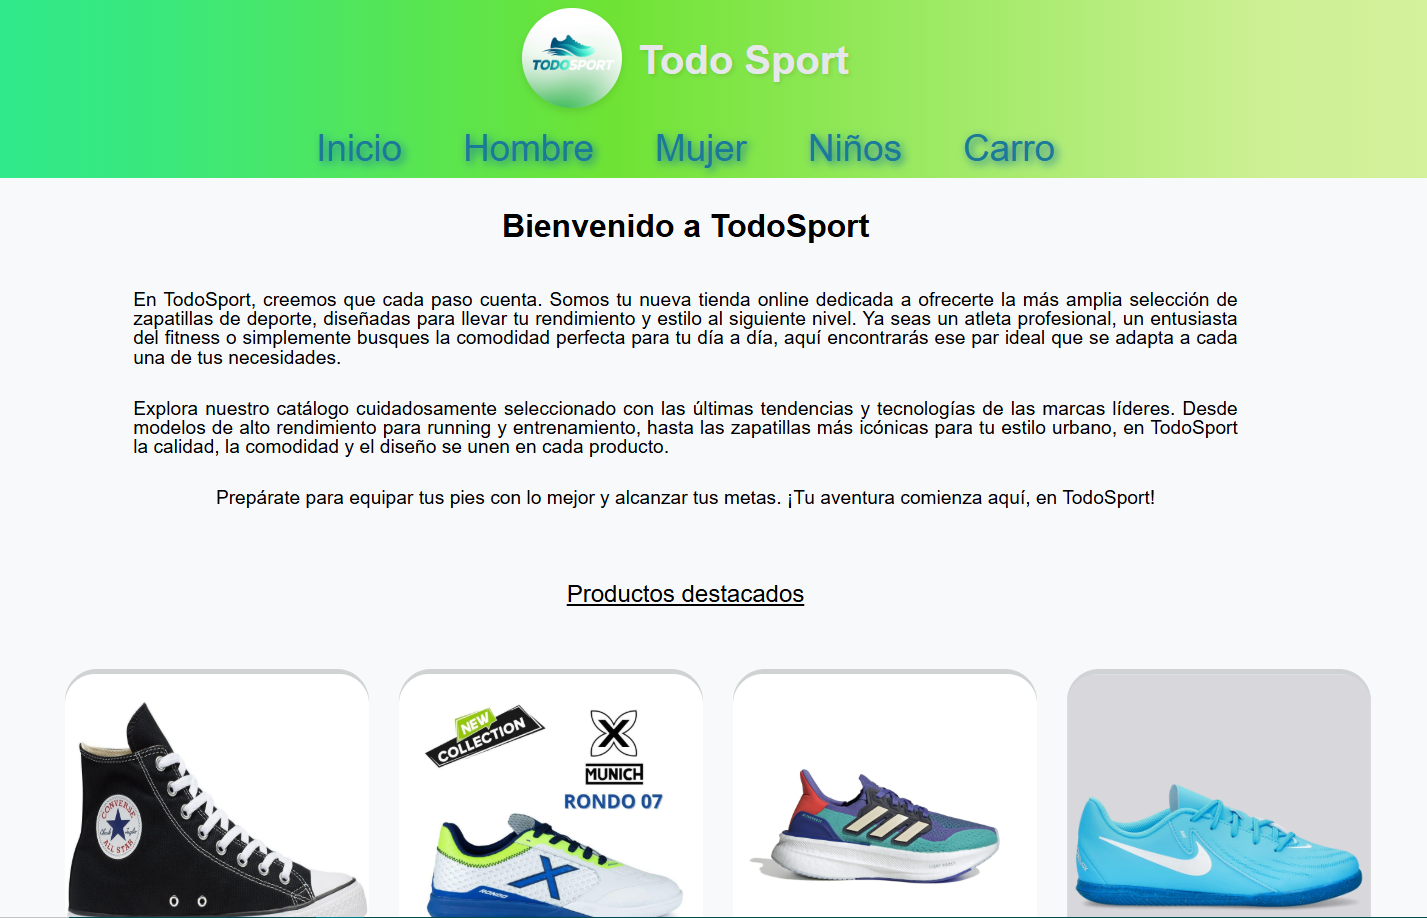 TODOSPORT
Todo Sport
Inicio Hombre Mujer Niños Carro
Bienvenido a TodoSport
En TodoSport, creemos que cada paso cuenta. Somos tu nueva tienda online dedicada a ofrecerte la más amplia selección de
zapatillas de deporte, diseñadas para llevar tu rendimiento y estilo al siguiente nivel. Ya seas un atleta profesional, un entusiasta
del fitness o simplemente busques la comodidad perfecta para tu día a día, aquí encontrarás ese par ideal que se adapta a cada
una de tus necesidades.
Explora nuestro catálogo cuidadosamente seleccionado con las últimas tendencias y tecnologías de las marcas líderes. Desde
modelos de alto rendimiento para running y entrenamiento, hasta las zapatillas más icónicas para tu estilo urbano, en TodoSport
la calidad, la comodidad y el diseño se unen en cada producto.
Prepárate para equipar tus pies con lo mejor y alcanzar tus metas. ¡Tu aventura comienza aquí, en TodoSport!
Productos destacados
CONVERSE
ALL STAR
NEW
COLLECTION
MUNICH
RONDO 07
RONDO